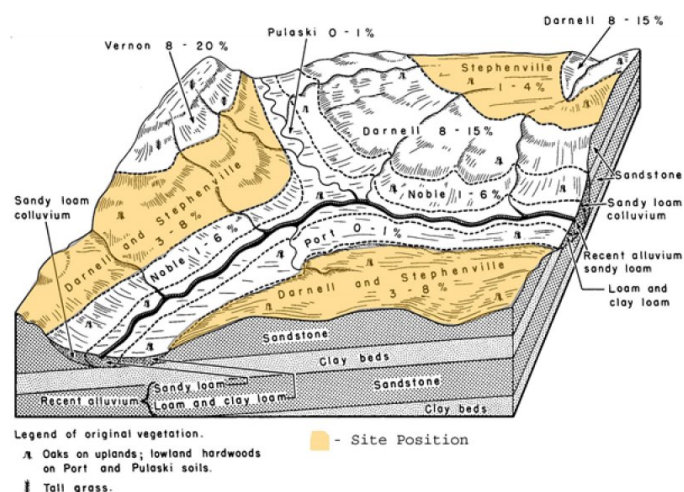 Darnell 8 - 15 %
Pulaski 0 - 1 %
Vernon 8 - 20 %
Stephenville
1 - 4 %
Darnell 8 - 15 %
Sandstone
Darnell and Stephenville
3 - 8 %
Noble 1 - 6 %
Sandy loam
colluvium
Sandy loam
colluvium
Noble 1 - 6 %
Port 0 - 1 %
Recent alluvium
sandy loam
Loam and
clay loam
Darnell and Stephenville
3 - 8 %
Sandstone
Clay beds
Sandstone
Recent alluvium
Sandy loam
Loam and clay loam
Clay beds
Legend of original vegetation.
Oaks on uplands; lowland hardwoods
on Port and Pulaski soils.
Tall grass.
- Site Position